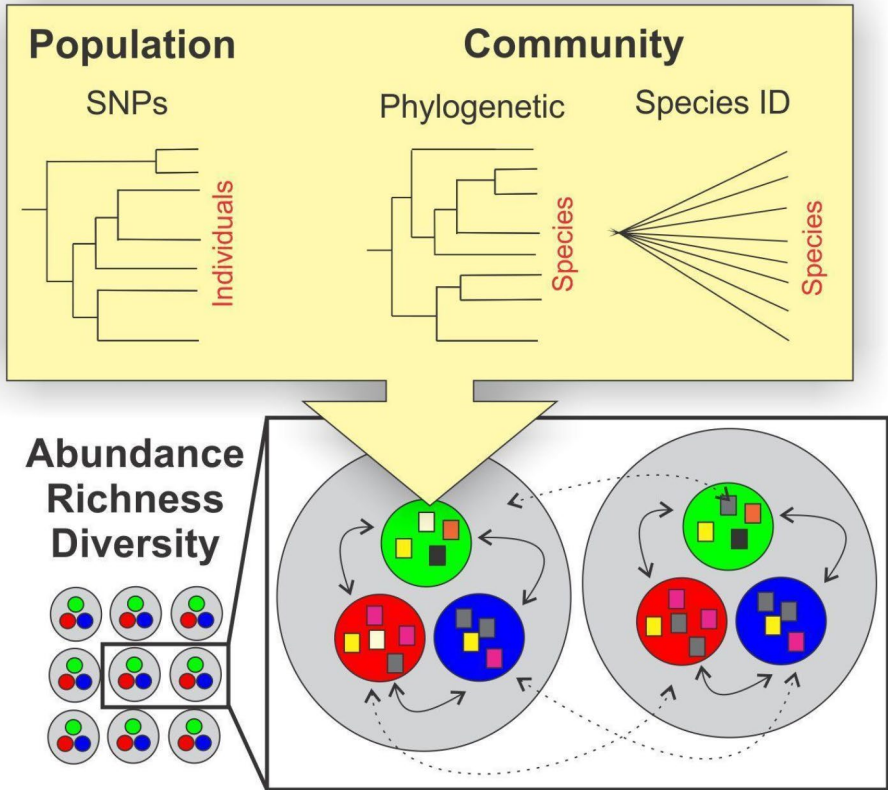 Population
Community
SNPs
Phylogenetic
Species ID
Individuals
Species
Species
Abundance
Richness
Diversity